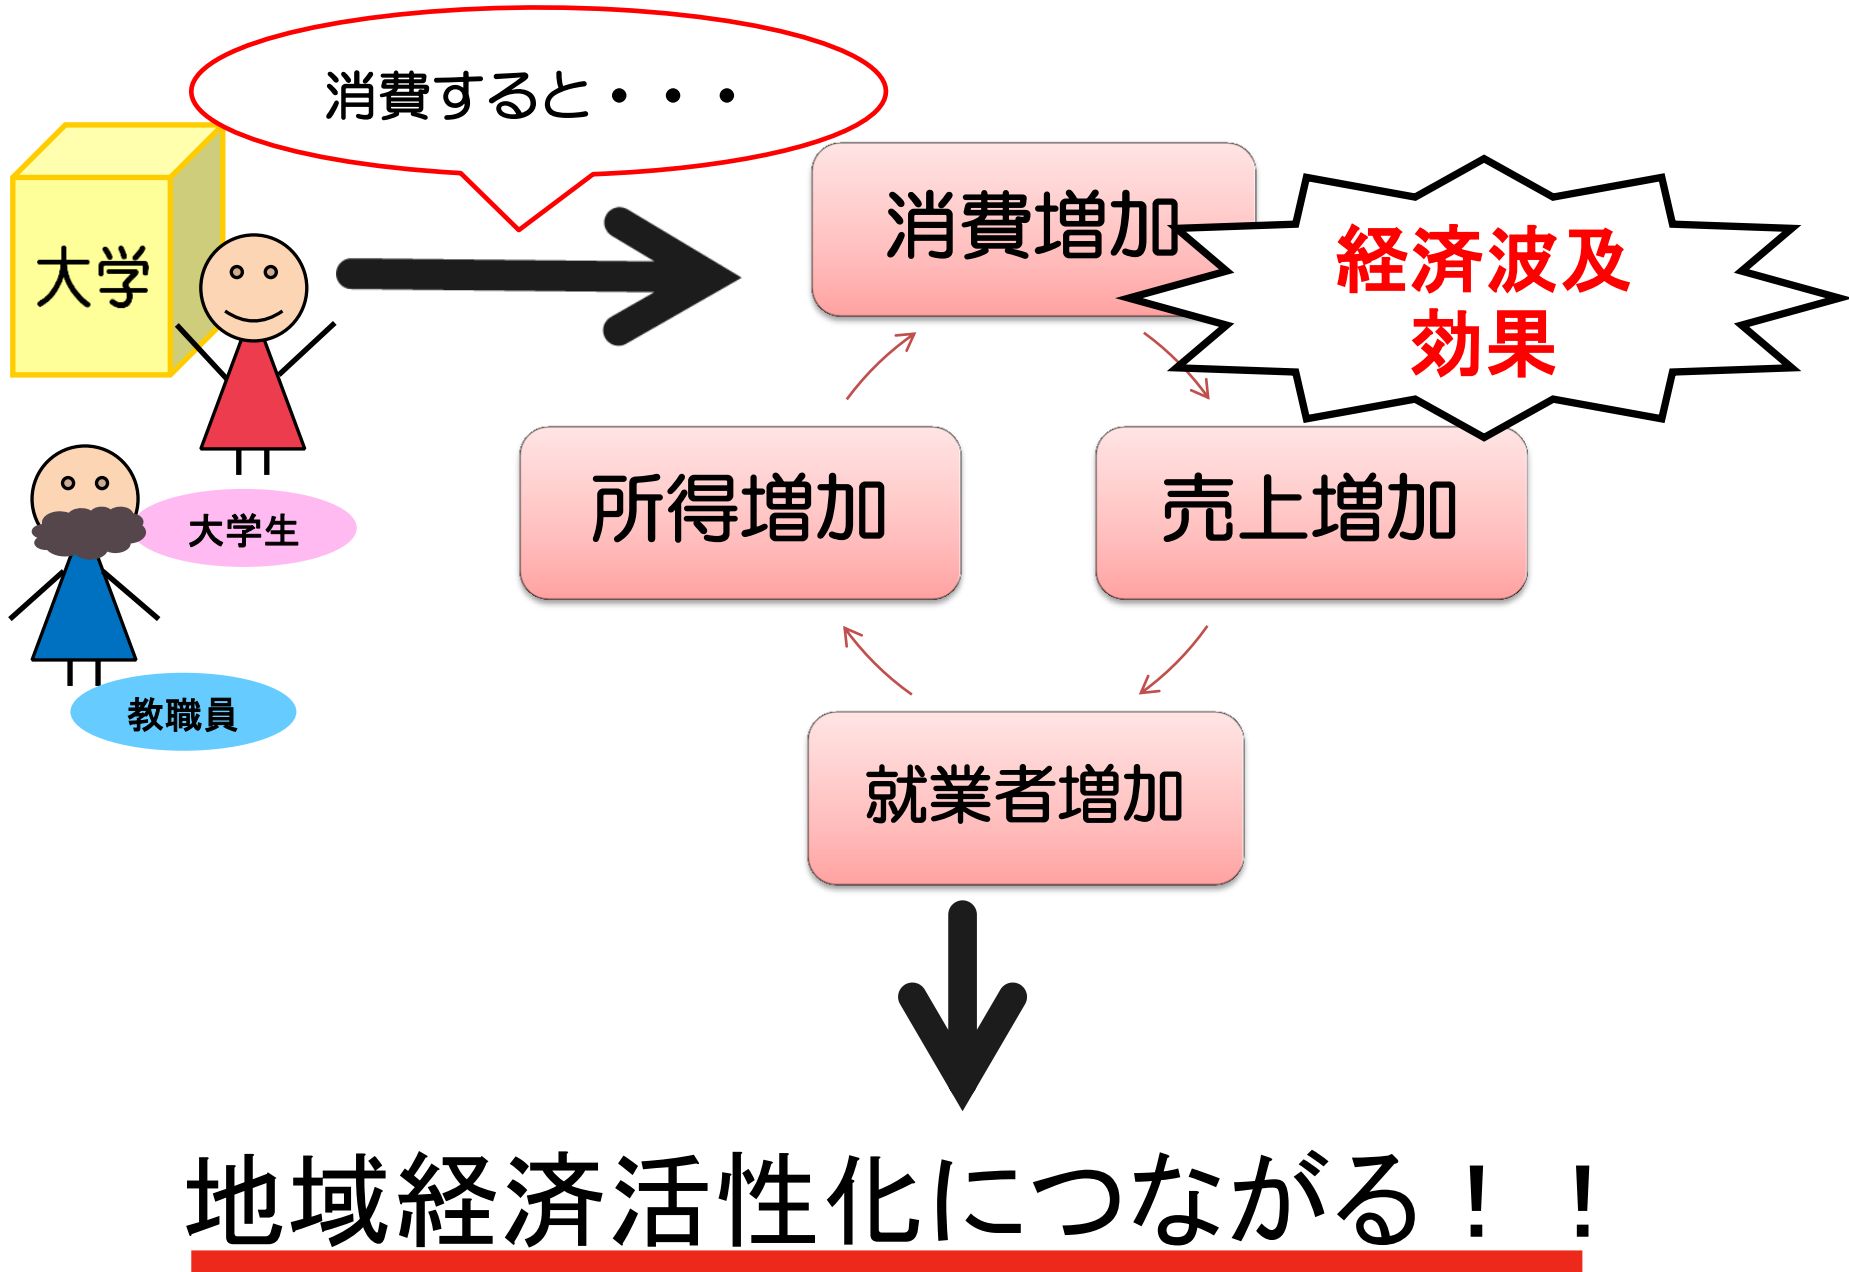 消費すると・・・
大学
消費増加
経済波及
効果
所得増加
売上増加
大学生
教職員
就業者増加
地域経済活性化につながる！！